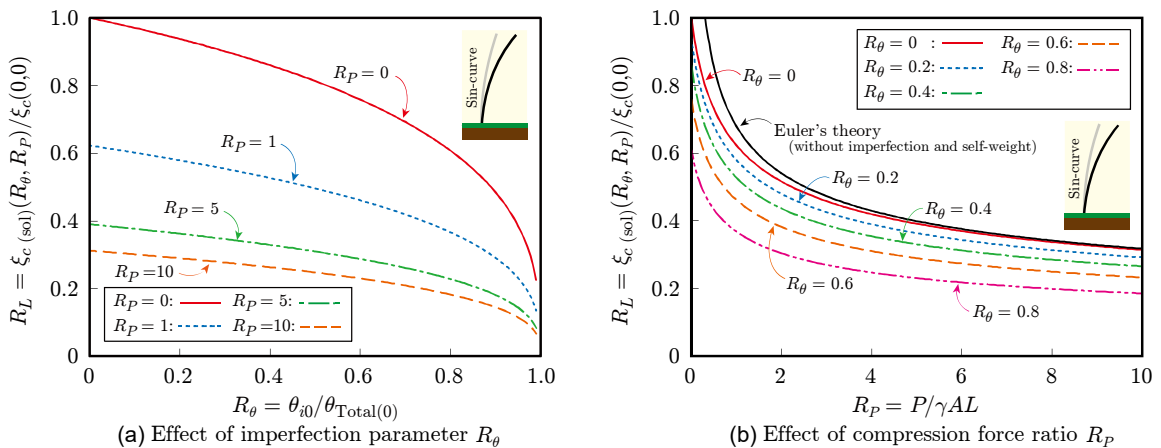 R_L = ξ_c (sol)(R_θ, R_P)/ξ_c(0,0)
1.0
0.8
0.6
0.4
0.2
0
R_P = 0
R_P = 1
R_P = 5
R_P = 10
Sin-curve
R_P = 0: R_P = 5 :
R_P = 1: R_P = 10:
0 0.2 0.4 0.6 0.8 1.0
R_θ = θ_i0/θ_Total(0)
(a) Effect of imperfection parameter R_θ
R_L = ξ_c (sol)(R_θ, R_P)/ξ_c(0,0)
1.0
0.8
0.6
0.4
0.2
0
R_θ = 0 : R_θ = 0.6:
R_θ = 0.2: R_θ = 0.8:
R_θ = 0.4:
R_θ = 0
Euler's theory
(without imperfection and self-weight)
Sin-curve
R_θ = 0.2
R_θ = 0.4
R_θ = 0.6
R_θ = 0.8
0 2 4 6 8 10
R_P = P/γAL
(b) Effect of compression force ratio R_P